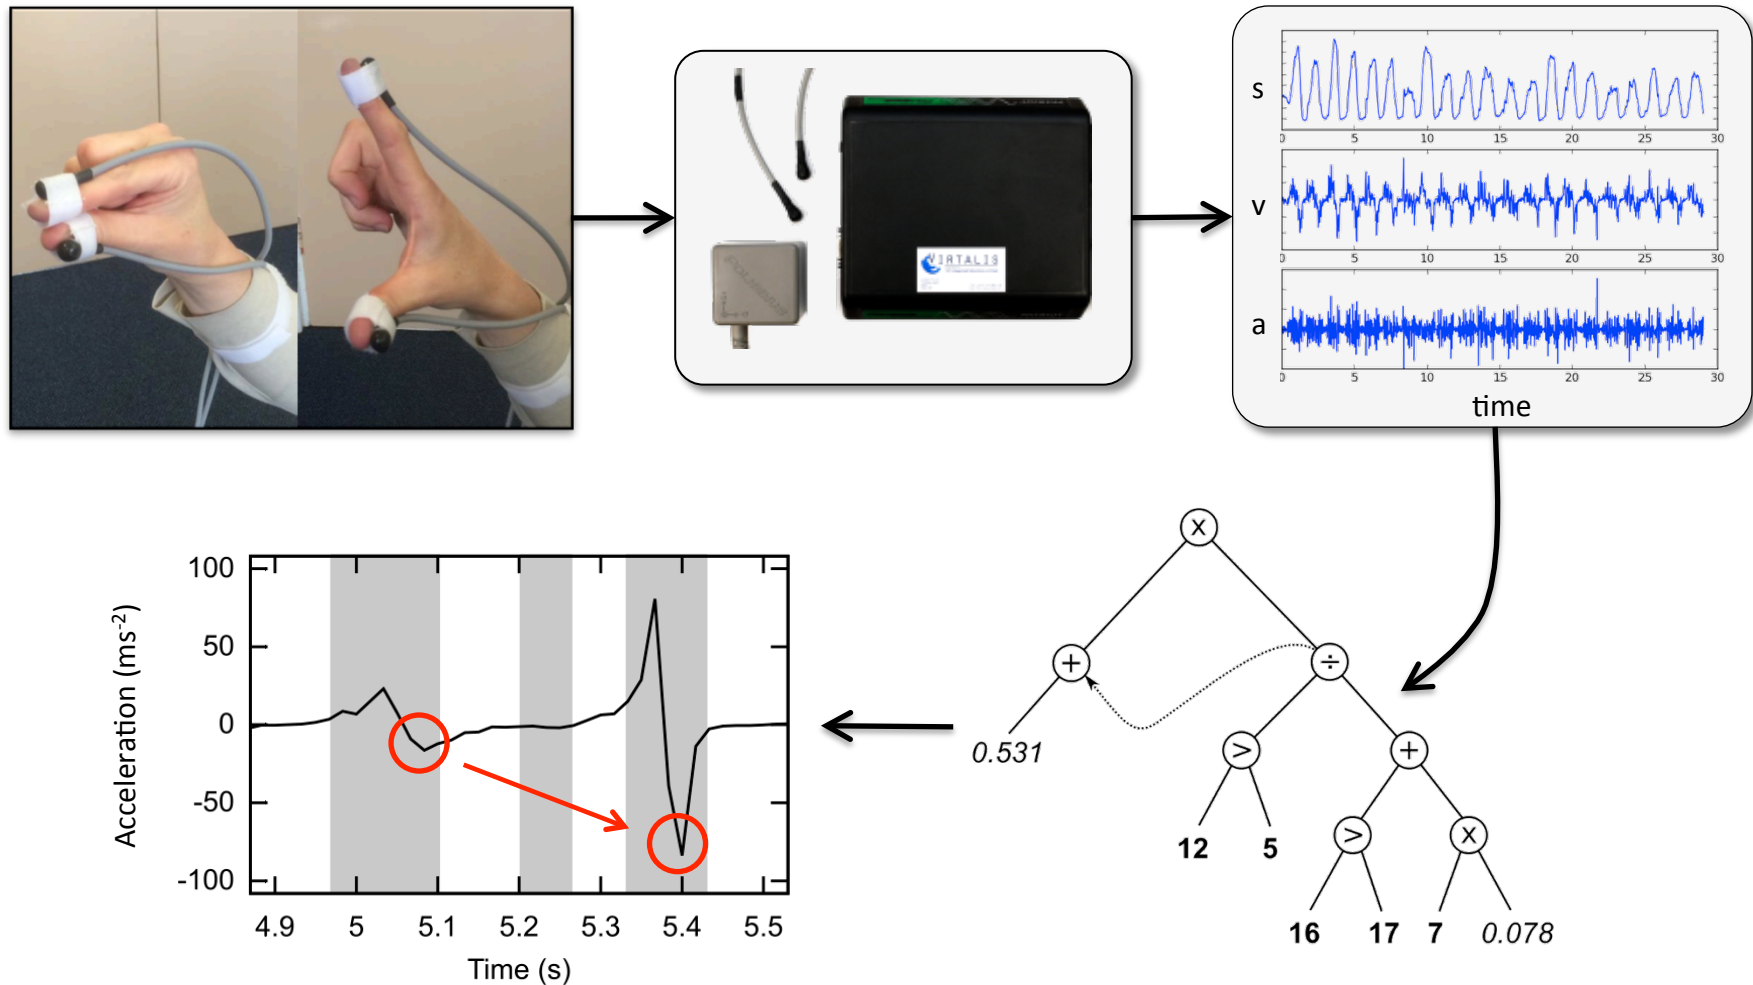 VIRTALIS
POLHEMUS
s
0 5 10 15 20 25 30
v
0 5 10 15 20 25 30
a
0 5 10 15 20 25 30
time
Acceleration (ms⁻²)
100
50
0
-50
-100
4.9 5 5.1 5.2 5.3 5.4 5.5
Time (s)
x
+ ÷
0.531 > +
12 5 > x
16 17 7 0.078